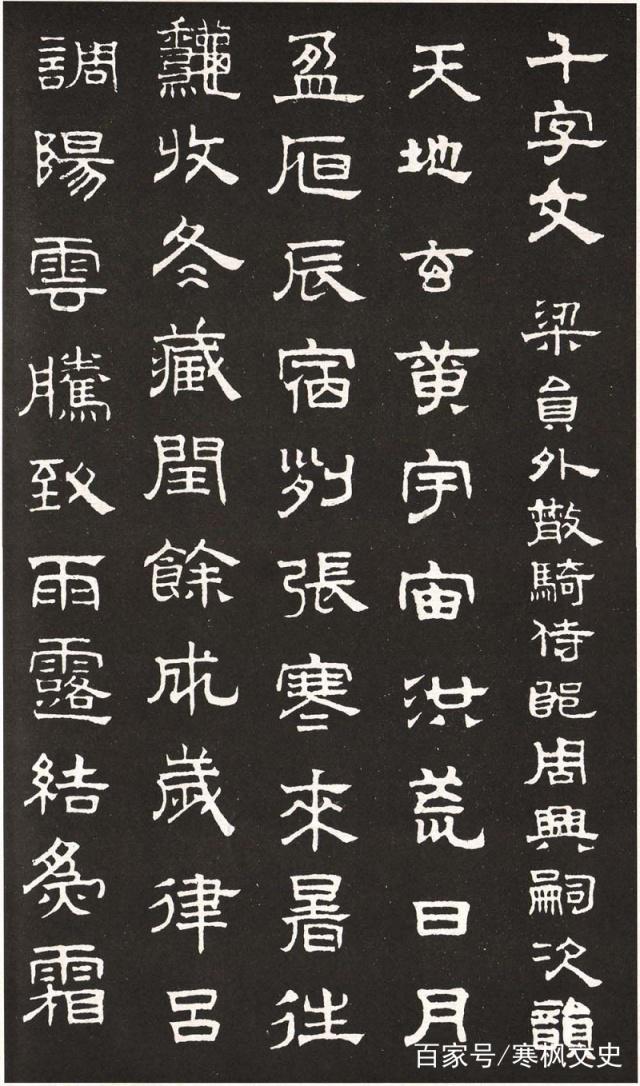 千字文 梁員外散騎侍郎周興嗣次韻
天地玄黃宇宙洪荒日月
盈昃辰宿列張寒來暑往
穐收冬藏閏餘成歲律呂
調陽雲騰致雨露結為霜
百家号/寒枫文史